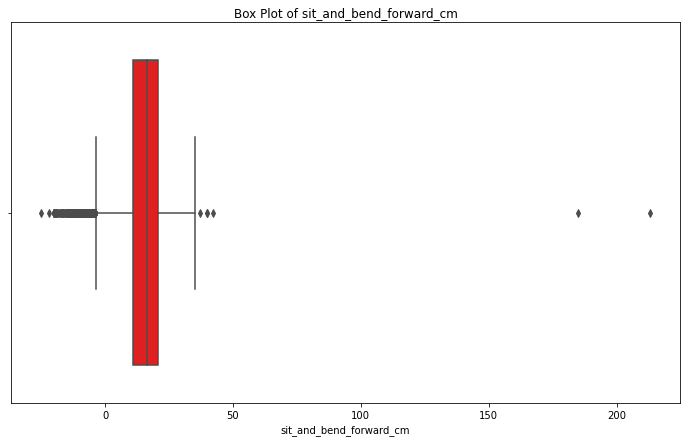 Box Plot of sit_and_bend_forward_cm
0 50 100 150 200
sit_and_bend_forward_cm